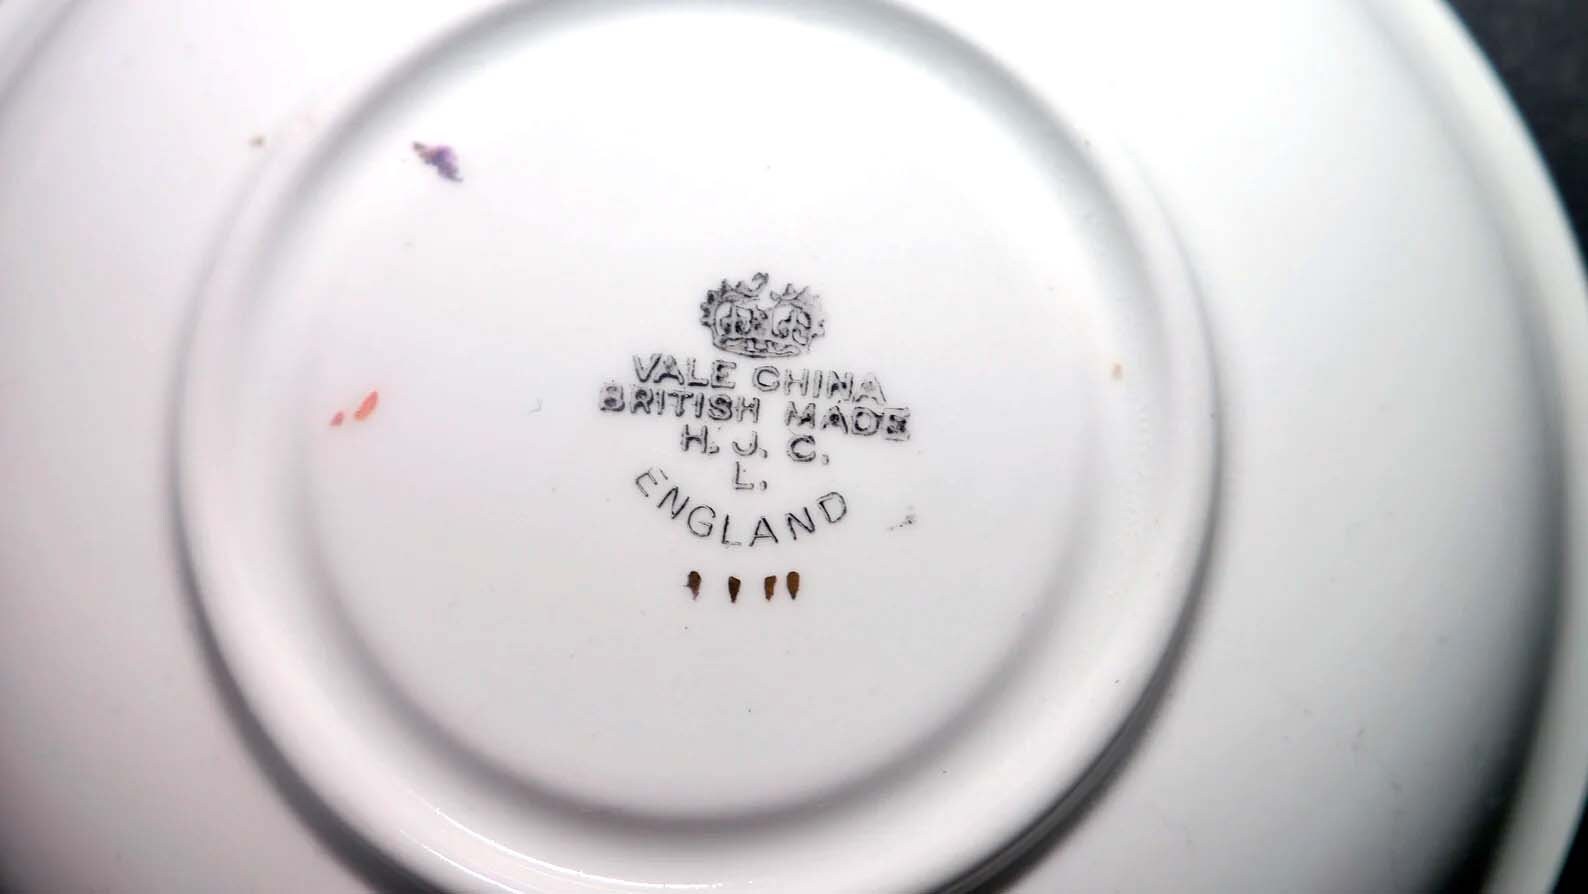 VALE CHINA
BRITISH MADE
H. J. C.
L.
ENGLAND